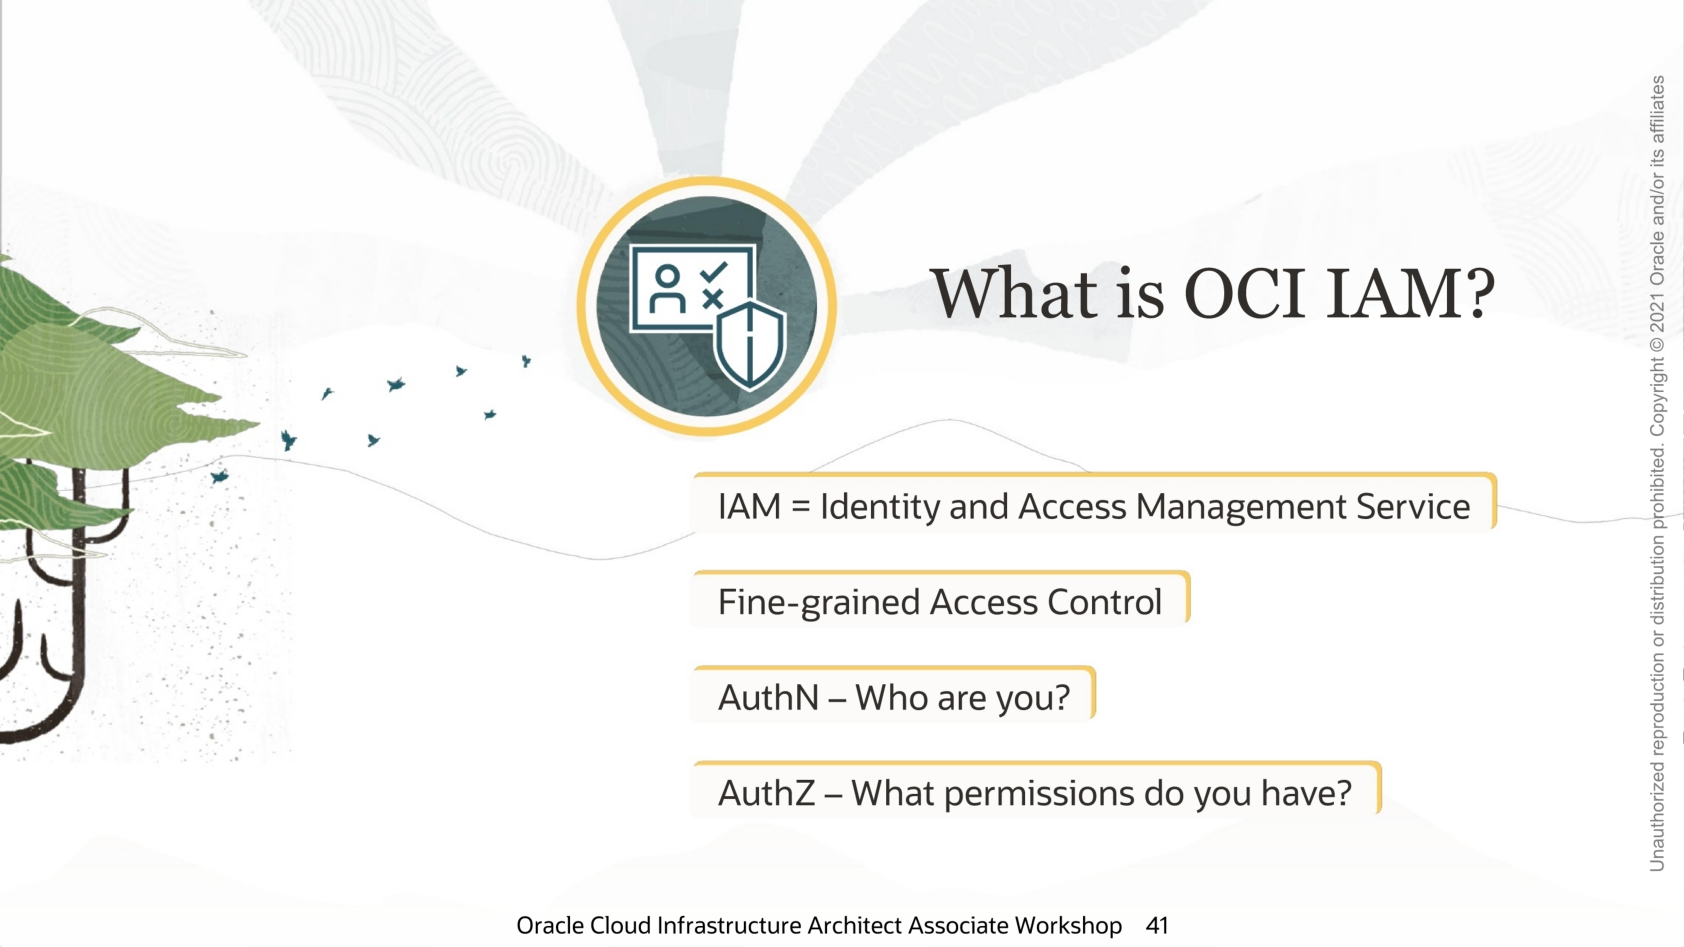 What is OCI IAM?
IAM = Identity and Access Management Service
Fine-grained Access Control
AuthN – Who are you?
AuthZ – What permissions do you have?
Oracle Cloud Infrastructure Architect Associate Workshop 41
Unauthorized reproduction or distribution prohibited. Copyright © 2021 Oracle and/or its affiliates